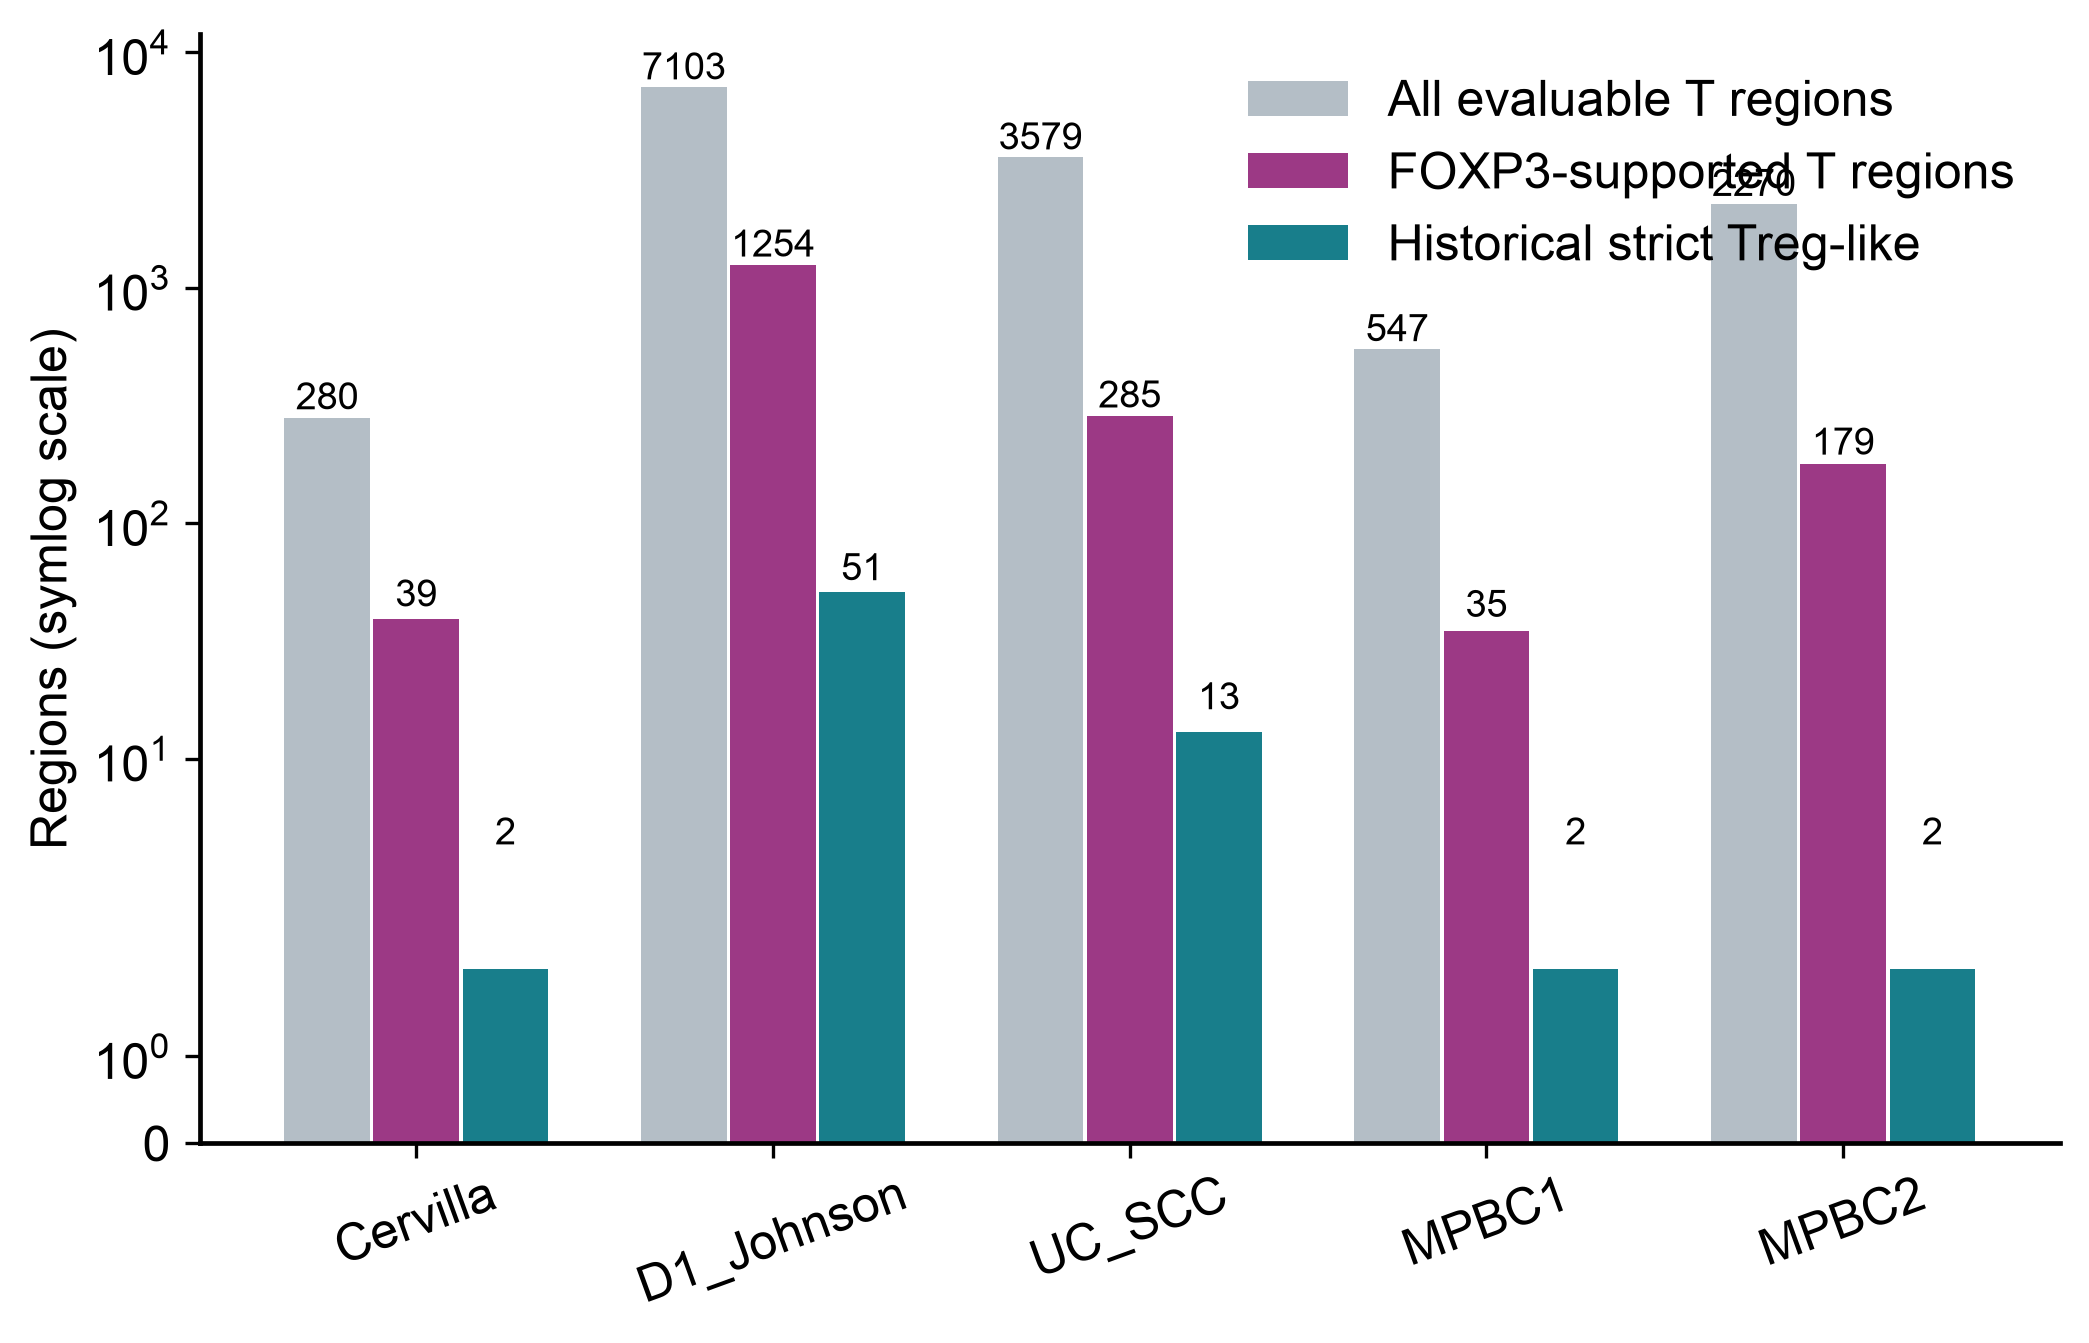 10^4
10^3
10^2
10^1
10^0
0
Regions (symlog scale)
All evaluable T regions
FOXP3-supported T regions
Historical strict Treg-like
280
39
2
7103
1254
51
3579
285
13
547
35
2
2270
179
2
Cervilla
D1_Johnson
UC_SCC
MPBC1
MPBC2